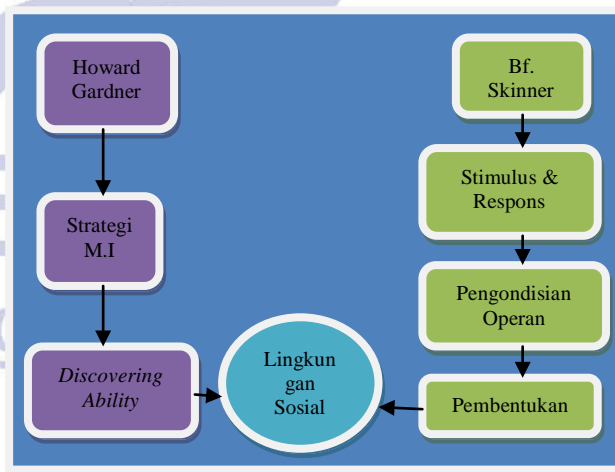 Howard
Gardner
Strategi
M.I
Discovering
Ability
Lingkun
gan
Sosial
Bf.
Skinner
Stimulus &
Respons
Pengondisian
Operan
Pembentukan